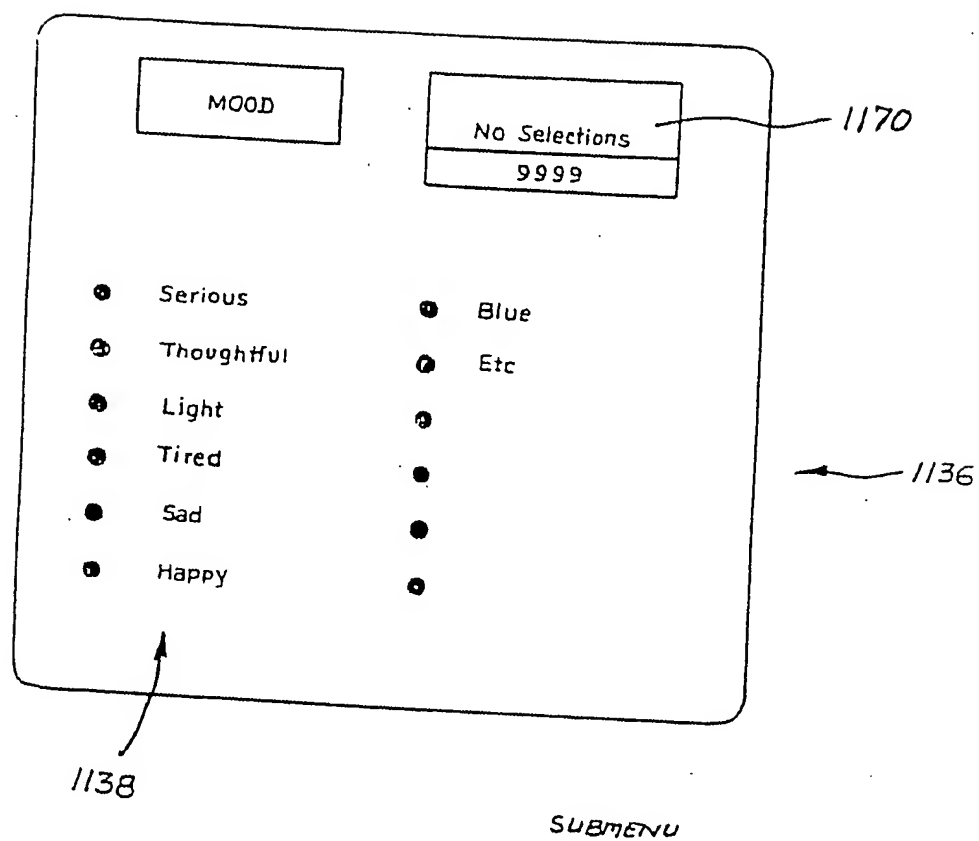 MOOD
No Selections
9999
1170
Serious
Thoughtful
Light
Tired
Sad
Happy
Blue
Etc
1136
1138
SUBMENU